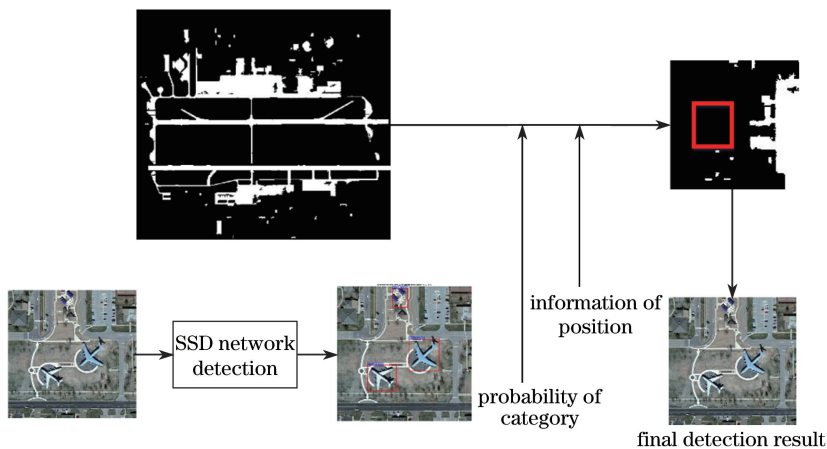 SSD network
detection
information of
position
probability of
category
final detection result